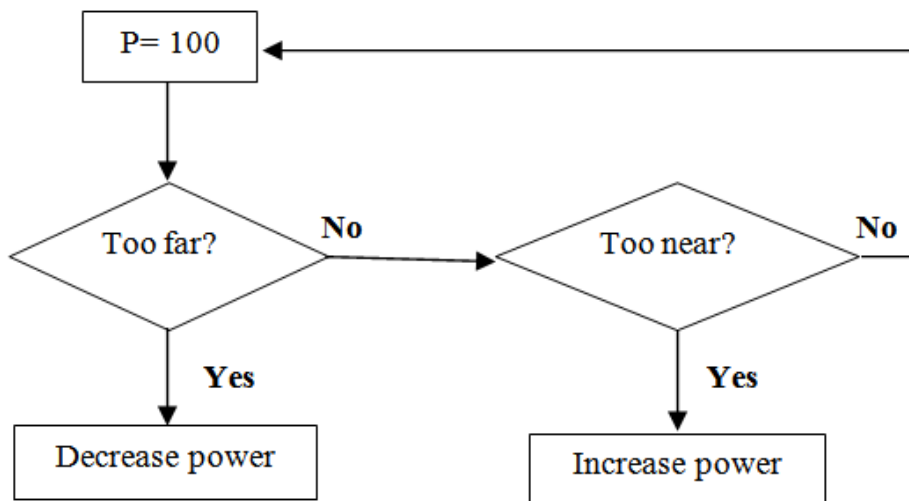 P= 100
Too far?
No
Too near?
No
Yes
Yes
Decrease power
Increase power